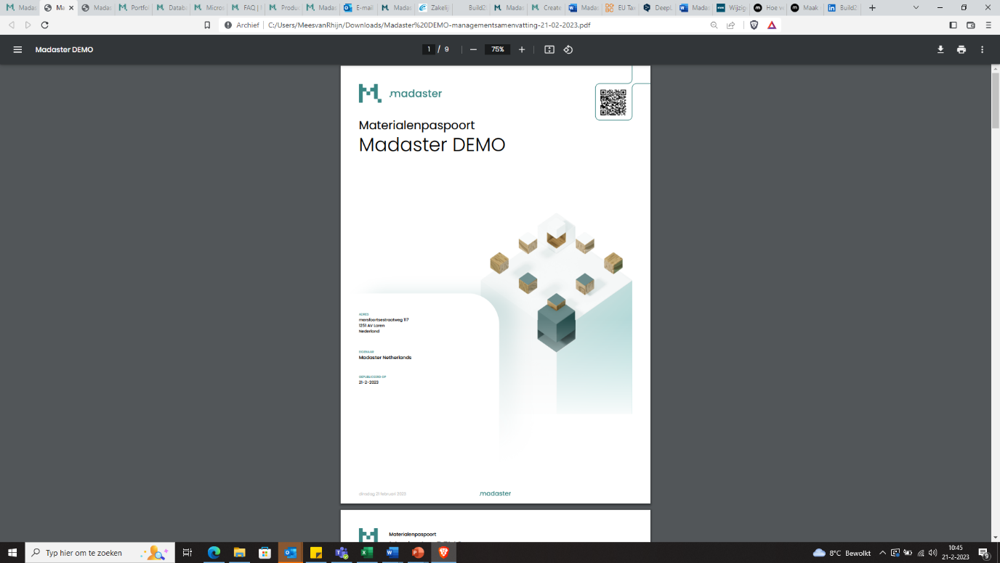 Madas
Ma
Madas
Portfo
Datab
Micros
FAQ |
Produ
Madas
E-mail
Madas
Zakelij
Build2
Madas
Create
Madas
EU Tax
DeepL
Madas
Wijzig
Hoe v
Maak
Build2
Archief
C:/Users/MeesvanRhijn/Downloads/Madaster%20DEMO-managementsamenvatting-21-02-2023.pdf
Madaster DEMO
1 / 9
75%
madaster
Materialenpaspoort
Madaster DEMO
ADRES
mersfoortsestraatweg 117
1251 AV Laren
Nederland
EIGENAAR
Madaster Netherlands
GEPUBLICEERD OP
21-2-2023
dinsdag 21 februari 2023
madaster
Materialenpaspoort
Typ hier om te zoeken
8°C Bewolkt
10:45
21-2-2023
9